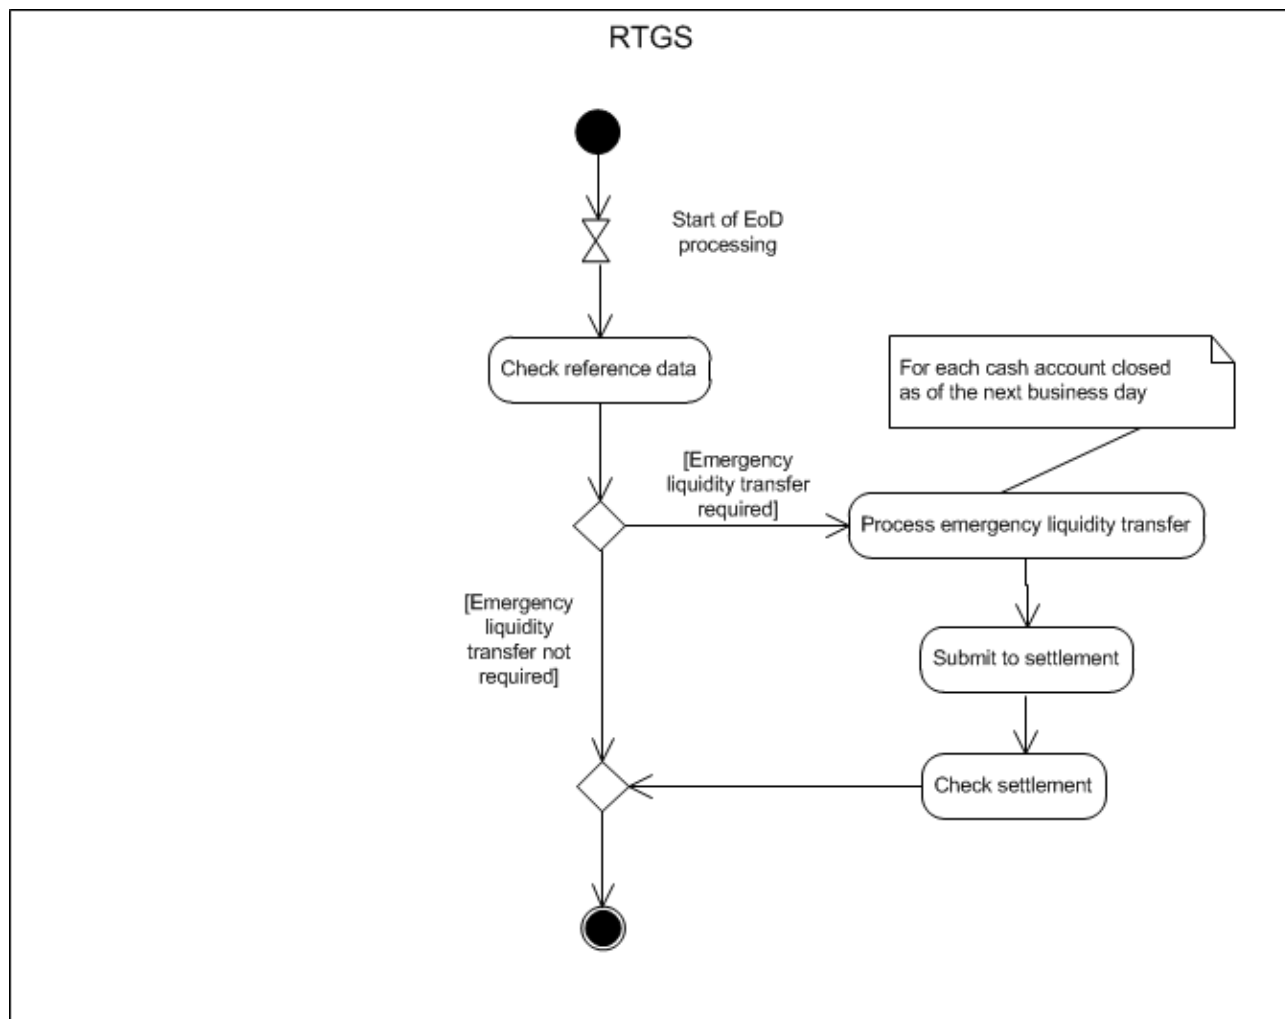 RTGS
Start of EoD
processing
Check reference data
For each cash account closed
as of the next business day
[Emergency
liquidity transfer
required]
Process emergency liquidity transfer
[Emergency
liquidity
transfer not
required]
Submit to settlement
Check settlement